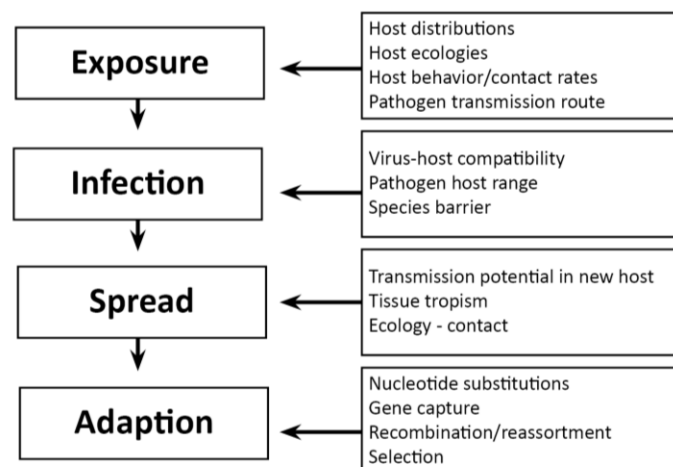 Exposure
Host distributions
Host ecologies
Host behavior/contact rates
Pathogen transmission route
Infection
Virus-host compatibility
Pathogen host range
Species barrier
Spread
Transmission potential in new host
Tissue tropism
Ecology - contact
Adaption
Nucleotide substitutions
Gene capture
Recombination/reassortment
Selection